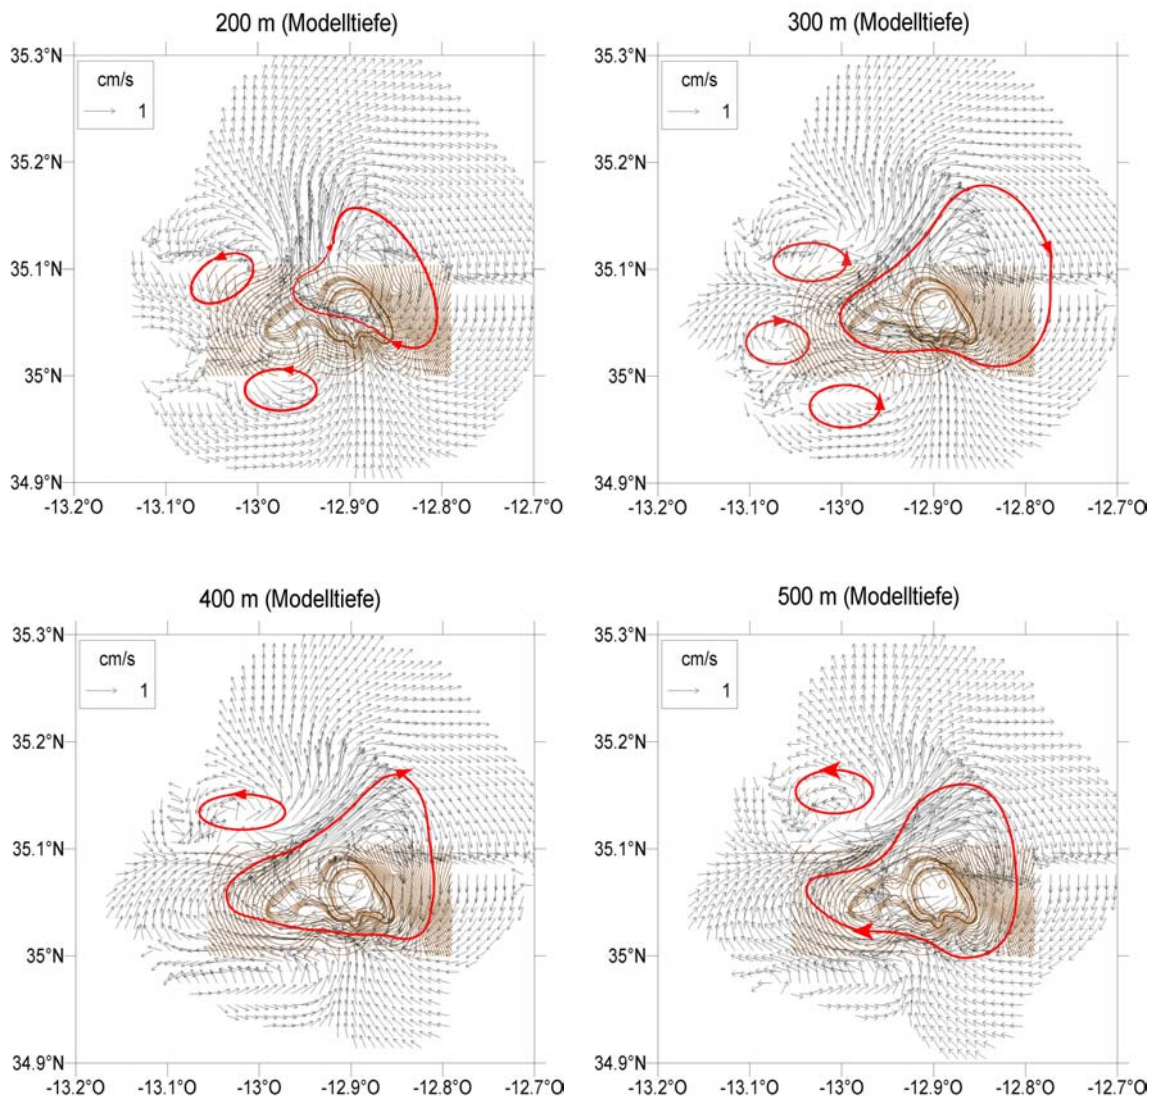 200 m (Modelltiefe)
35.3°N
cm/s
1
35.2°N
35.1°N
35°N
34.9°N
-13.2°O -13.1°O -13°O -12.9°O -12.8°O -12.7°O
300 m (Modelltiefe)
35.3°N
cm/s
1
35.2°N
35.1°N
35°N
34.9°N
-13.2°O -13.1°O -13°O -12.9°O -12.8°O -12.7°O
400 m (Modelltiefe)
35.3°N
cm/s
1
35.2°N
35.1°N
35°N
34.9°N
-13.2°O -13.1°O -13°O -12.9°O -12.8°O -12.7°O
500 m (Modelltiefe)
35.3°N
cm/s
1
35.2°N
35.1°N
35°N
34.9°N
-13.2°O -13.1°O -13°O -12.9°O -12.8°O -12.7°O